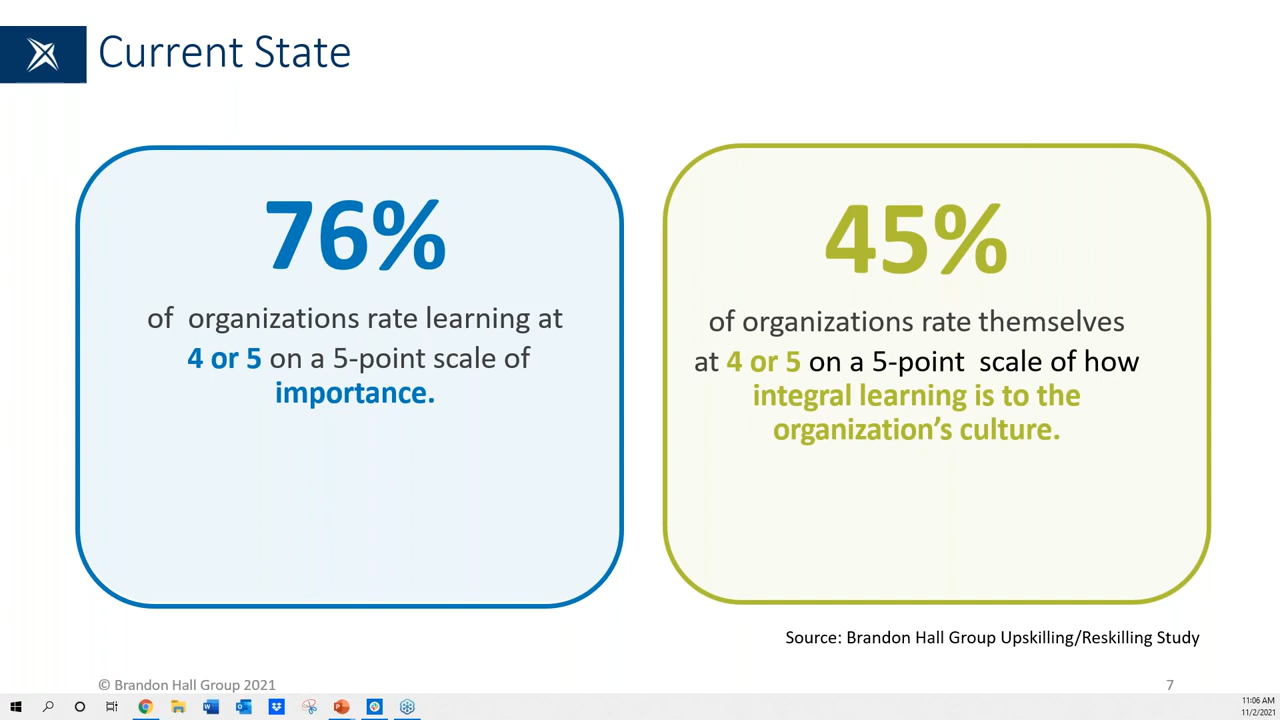 Current State
76%
of organizations rate learning at
4 or 5 on a 5-point scale of
importance.
45%
of organizations rate themselves
at 4 or 5 on a 5-point scale of how
integral learning is to the
organization’s culture.
Source: Brandon Hall Group Upskilling/Reskilling Study
© Brandon Hall Group 2021
7
11:06 AM
11/2/2021